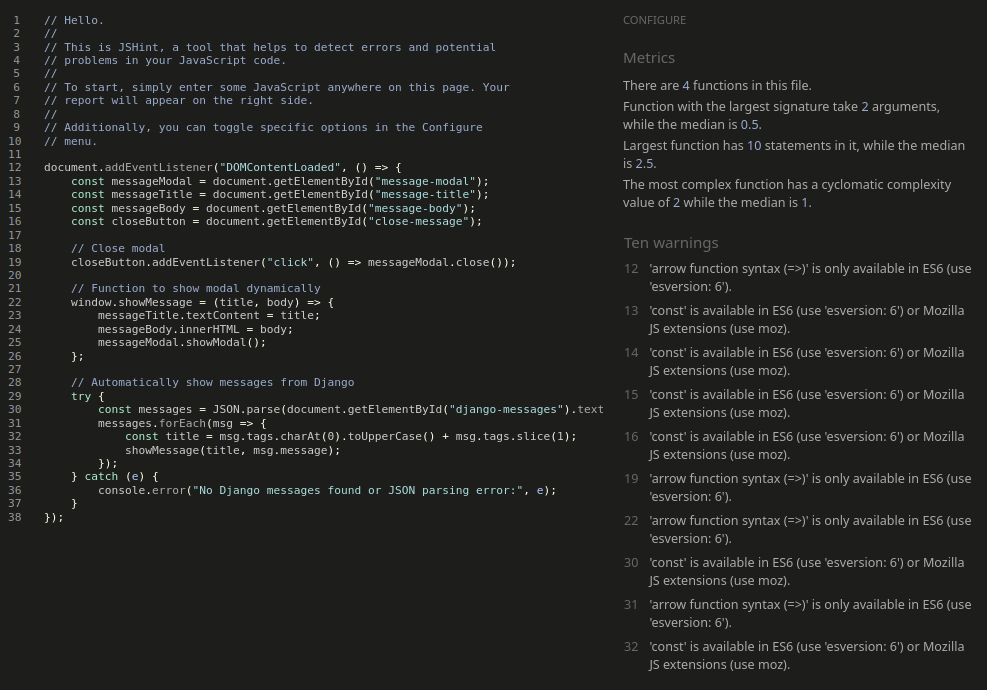 1 // Hello.
2 //
3 // This is JSHint, a tool that helps to detect errors and potential
4 // problems in your JavaScript code.
5 //
6 // To start, simply enter some JavaScript anywhere on this page. Your
7 // report will appear on the right side.
8 //
9 // Additionally, you can toggle specific options in the Configure
10 // menu.
11
12 document.addEventListener("DOMContentLoaded", () => {
13     const messageModal = document.getElementById("message-modal");
14     const messageTitle = document.getElementById("message-title");
15     const messageBody = document.getElementById("message-body");
16     const closeButton = document.getElementById("close-message");
17
18     // Close modal
19     closeButton.addEventListener("click", () => messageModal.close());
20
21     // Function to show modal dynamically
22     window.showMessage = (title, body) => {
23         messageTitle.textContent = title;
24         messageBody.innerHTML = body;
25         messageModal.showModal();
26     };
27
28     // Automatically show messages from Django
29     try {
30         const messages = JSON.parse(document.getElementById("django-messages").text
31         messages.forEach(msg => {
32             const title = msg.tags.charAt(0).toUpperCase() + msg.tags.slice(1);
33             showMessage(title, msg.message);
34         });
35     } catch (e) {
36         console.error("No Django messages found or JSON parsing error:", e);
37     }
38 });
CONFIGURE
Metrics
There are 4 functions in this file.
Function with the largest signature take 2 arguments,
while the median is 0.5.
Largest function has 10 statements in it, while the median
is 2.5.
The most complex function has a cyclomatic complexity
value of 2 while the median is 1.
Ten warnings
12 'arrow function syntax (=>)' is only available in ES6 (use
'esversion: 6').
13 'const' is available in ES6 (use 'esversion: 6') or Mozilla
JS extensions (use moz).
14 'const' is available in ES6 (use 'esversion: 6') or Mozilla
JS extensions (use moz).
15 'const' is available in ES6 (use 'esversion: 6') or Mozilla
JS extensions (use moz).
16 'const' is available in ES6 (use 'esversion: 6') or Mozilla
JS extensions (use moz).
19 'arrow function syntax (=>)' is only available in ES6 (use
'esversion: 6').
22 'arrow function syntax (=>)' is only available in ES6 (use
'esversion: 6').
30 'const' is available in ES6 (use 'esversion: 6') or Mozilla
JS extensions (use moz).
31 'arrow function syntax (=>)' is only available in ES6 (use
'esversion: 6').
32 'const' is available in ES6 (use 'esversion: 6') or Mozilla
JS extensions (use moz).